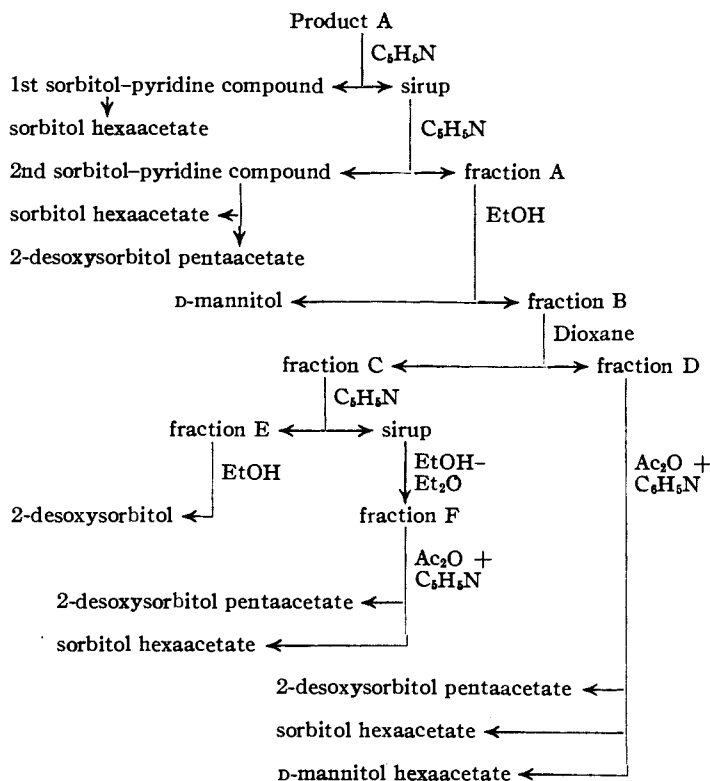 Product A
C₅H₅N
1st sorbitol–pyridine compound sirup
sorbitol hexaacetate
C₅H₅N
2nd sorbitol–pyridine compound fraction A
sorbitol hexaacetate
EtOH
2-desoxysorbitol pentaacetate
D-mannitol fraction B
Dioxane
fraction C fraction D
C₅H₅N
fraction E sirup
EtOH
EtOH–
Et₂O
Ac₂O +
C₆H₅N
2-desoxysorbitol
fraction F
Ac₂O +
C₅H₅N
2-desoxysorbitol pentaacetate
sorbitol hexaacetate
2-desoxysorbitol pentaacetate
sorbitol hexaacetate
D-mannitol hexaacetate